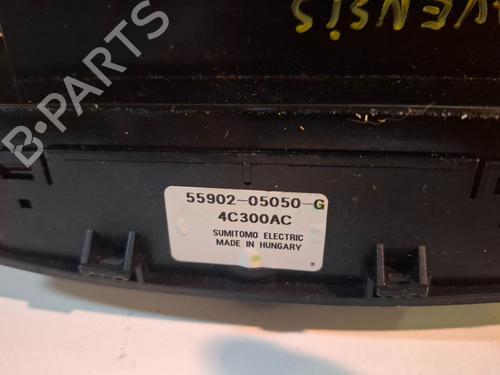 VENSIS
B-PARTS
55902-05050-G
4C300AC
SUMITOMO ELECTRIC
MADE IN HUNGARY